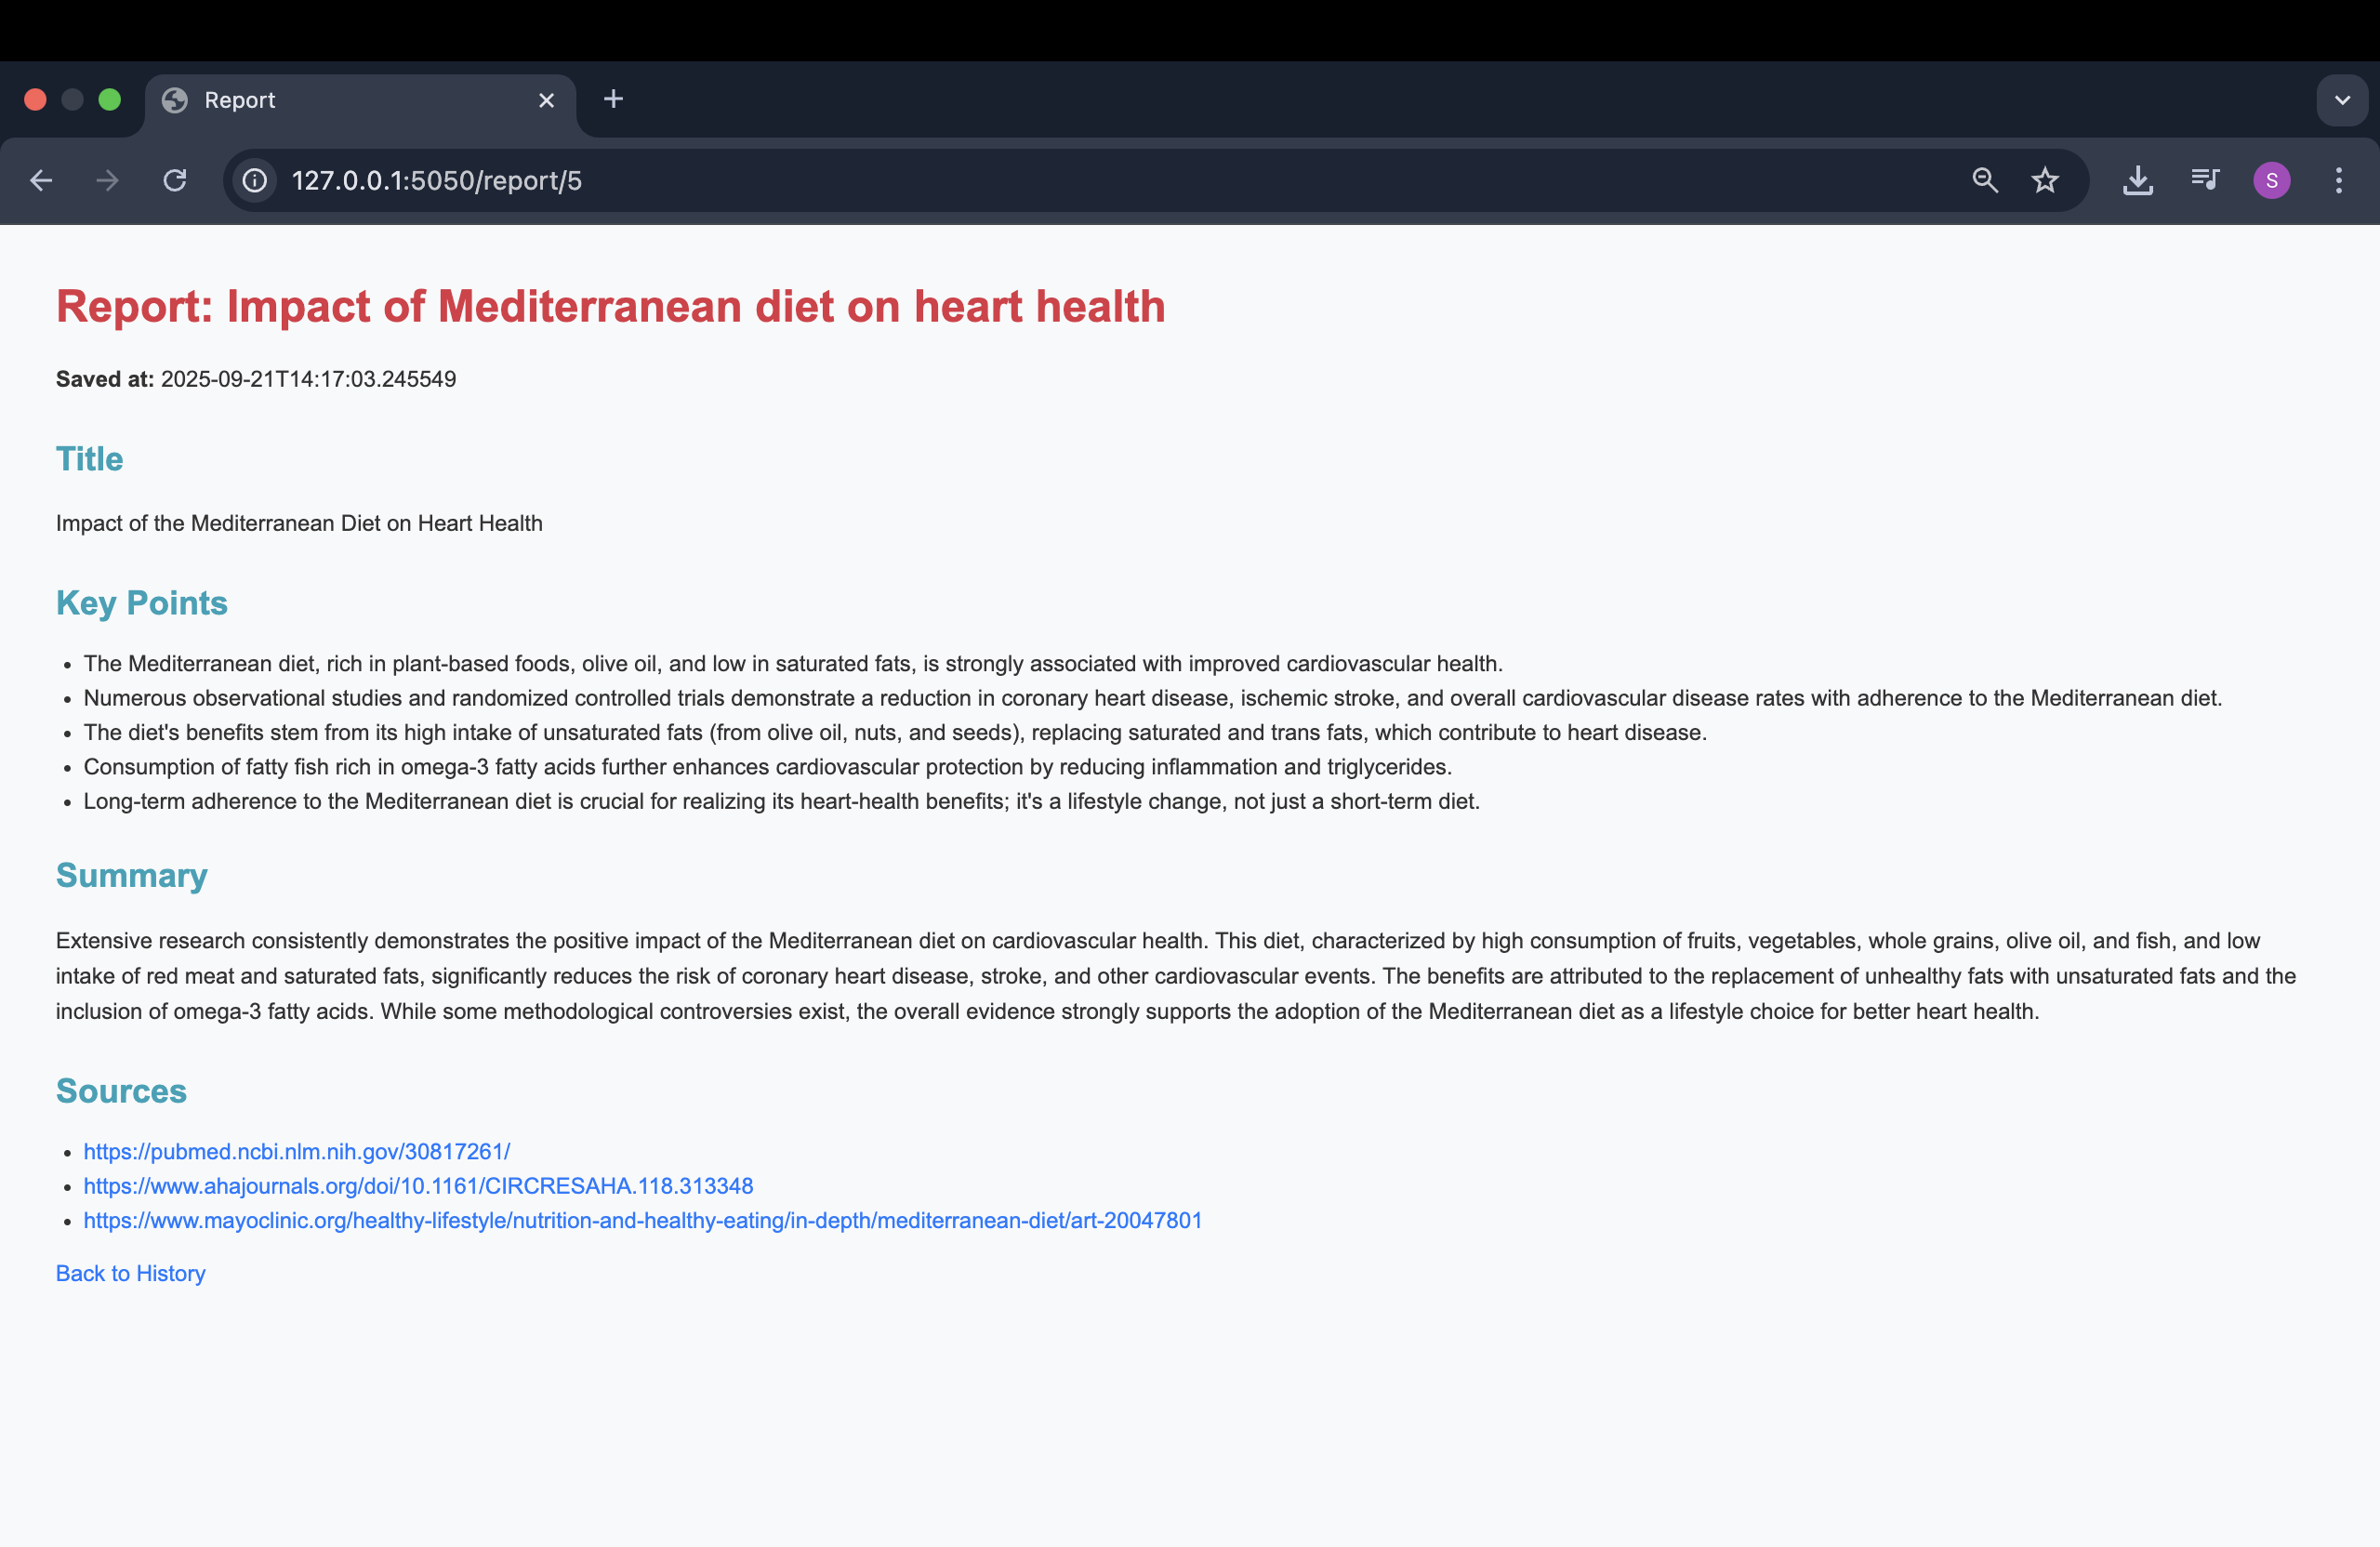 Report
127.0.0.1:5050/report/5
S
Report: Impact of Mediterranean diet on heart health
Saved at: 2025-09-21T14:17:03.245549
Title
Impact of the Mediterranean Diet on Heart Health
Key Points
• The Mediterranean diet, rich in plant-based foods, olive oil, and low in saturated fats, is strongly associated with improved cardiovascular health.
• Numerous observational studies and randomized controlled trials demonstrate a reduction in coronary heart disease, ischemic stroke, and overall cardiovascular disease rates with adherence to the Mediterranean diet.
• The diet's benefits stem from its high intake of unsaturated fats (from olive oil, nuts, and seeds), replacing saturated and trans fats, which contribute to heart disease.
• Consumption of fatty fish rich in omega-3 fatty acids further enhances cardiovascular protection by reducing inflammation and triglycerides.
• Long-term adherence to the Mediterranean diet is crucial for realizing its heart-health benefits; it's a lifestyle change, not just a short-term diet.
Summary
Extensive research consistently demonstrates the positive impact of the Mediterranean diet on cardiovascular health. This diet, characterized by high consumption of fruits, vegetables, whole grains, olive oil, and fish, and low
intake of red meat and saturated fats, significantly reduces the risk of coronary heart disease, stroke, and other cardiovascular events. The benefits are attributed to the replacement of unhealthy fats with unsaturated fats and the
inclusion of omega-3 fatty acids. While some methodological controversies exist, the overall evidence strongly supports the adoption of the Mediterranean diet as a lifestyle choice for better heart health.
Sources
• https://pubmed.ncbi.nlm.nih.gov/30817261/
• https://www.ahajournals.org/doi/10.1161/CIRCRESAHA.118.313348
• https://www.mayoclinic.org/healthy-lifestyle/nutrition-and-healthy-eating/in-depth/mediterranean-diet/art-20047801
Back to History